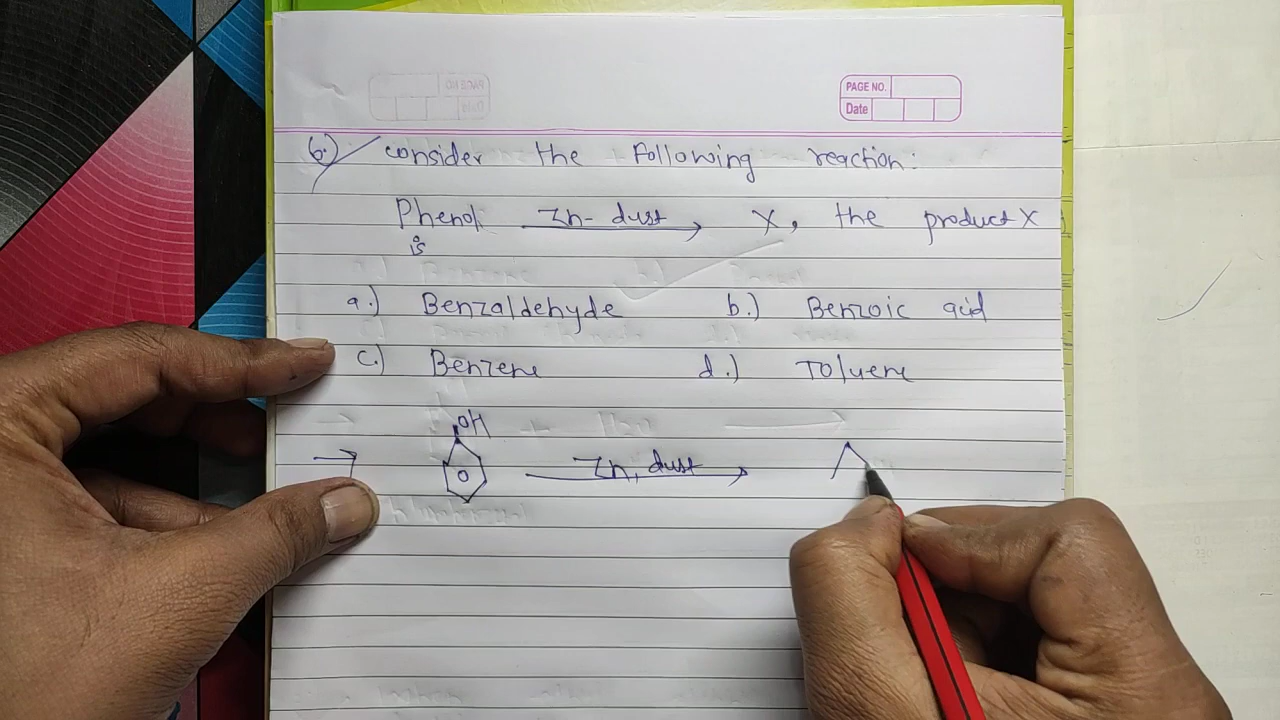 PAGE NO.
Date
6.) consider the following reaction:
Phenol Zn- dust X, the product X
is
a.) Benzaldehyde b.) Benzoic acid
c.) Benzene d.) Toluene
OH
Zn, dust